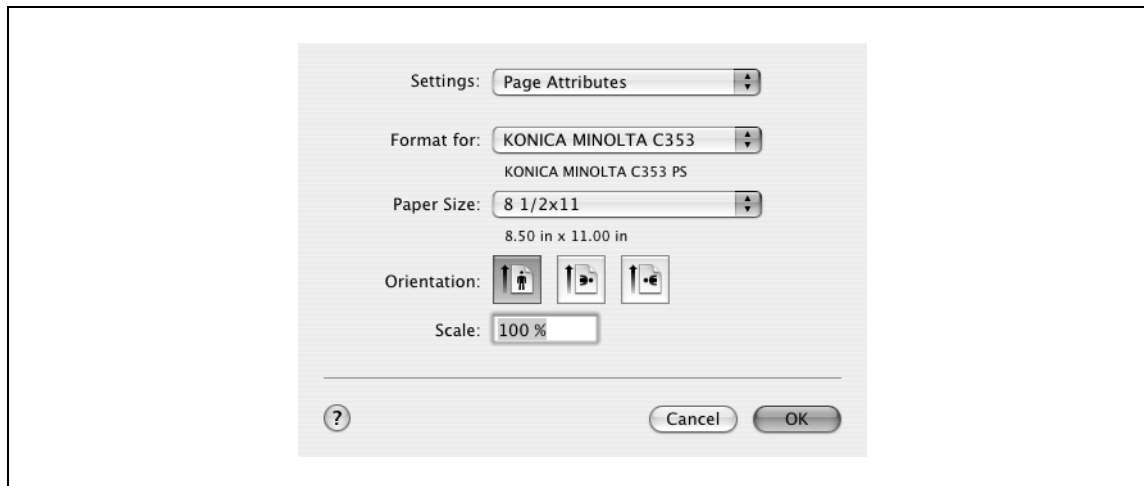 Settings: Page Attributes
Format for: KONICA MINOLTA C353
KONICA MINOLTA C353 PS
Paper Size: 8 1/2x11
8.50 in x 11.00 in
Orientation:
Scale: 100 %
? Cancel OK